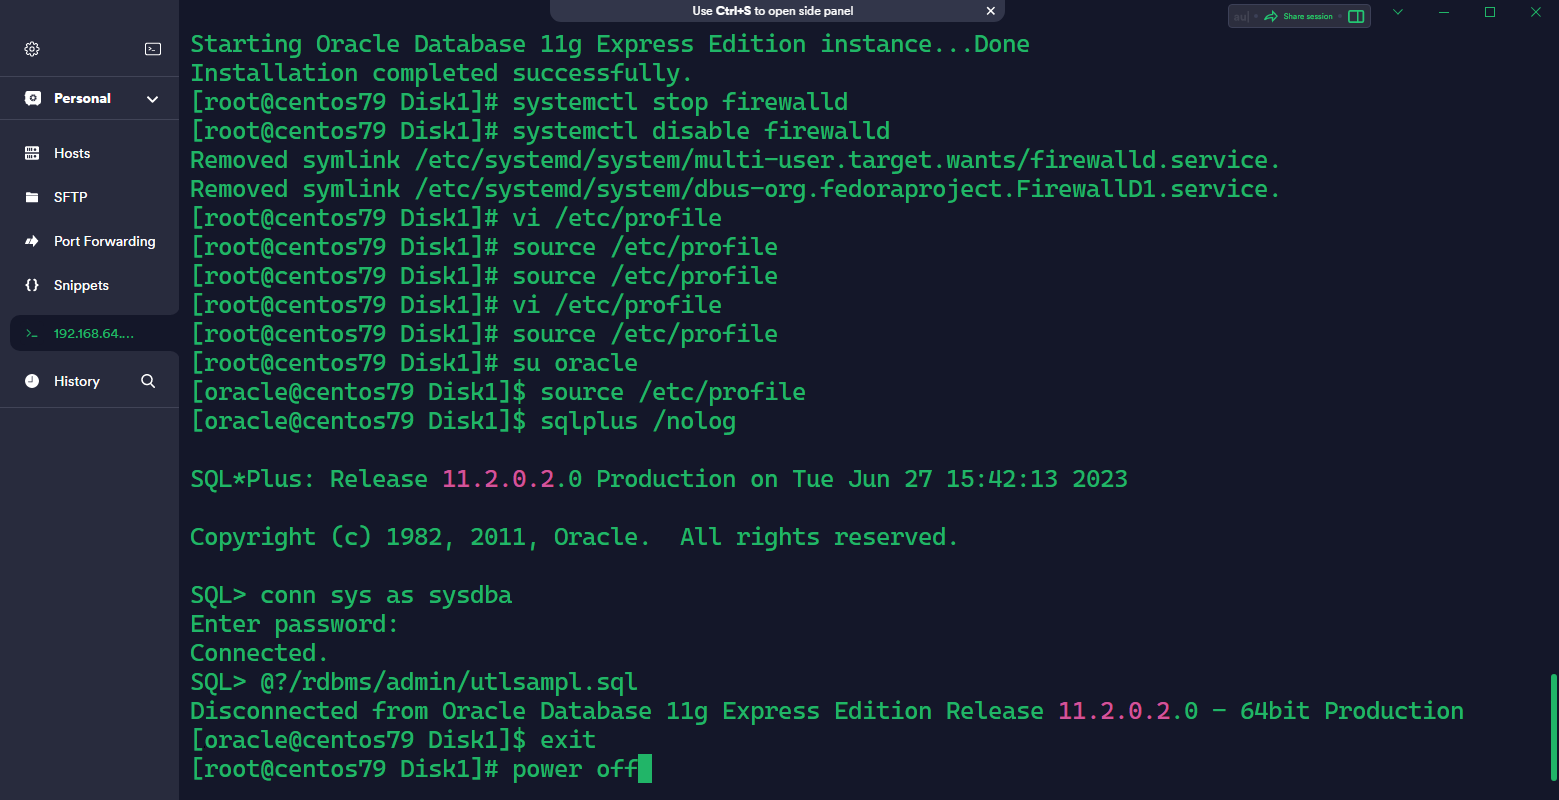 Use Ctrl+S to open side panel
au
Share session
Personal
Hosts
SFTP
Port Forwarding
Snippets
192.168.64....
History
Starting Oracle Database 11g Express Edition instance...Done
Installation completed successfully.
[root@centos79 Disk1]# systemctl stop firewalld
[root@centos79 Disk1]# systemctl disable firewalld
Removed symlink /etc/systemd/system/multi-user.target.wants/firewalld.service.
Removed symlink /etc/systemd/system/dbus-org.fedoraproject.FirewallD1.service.
[root@centos79 Disk1]# vi /etc/profile
[root@centos79 Disk1]# source /etc/profile
[root@centos79 Disk1]# source /etc/profile
[root@centos79 Disk1]# vi /etc/profile
[root@centos79 Disk1]# source /etc/profile
[root@centos79 Disk1]# su oracle
[oracle@centos79 Disk1]$ source /etc/profile
[oracle@centos79 Disk1]$ sqlplus /nolog
SQL*Plus: Release 11.2.0.2.0 Production on Tue Jun 27 15:42:13 2023
Copyright (c) 1982, 2011, Oracle.  All rights reserved.
SQL> conn sys as sysdba
Enter password:
Connected.
SQL> @?/rdbms/admin/utlsampl.sql
Disconnected from Oracle Database 11g Express Edition Release 11.2.0.2.0 - 64bit Production
[oracle@centos79 Disk1]$ exit
[root@centos79 Disk1]# power off